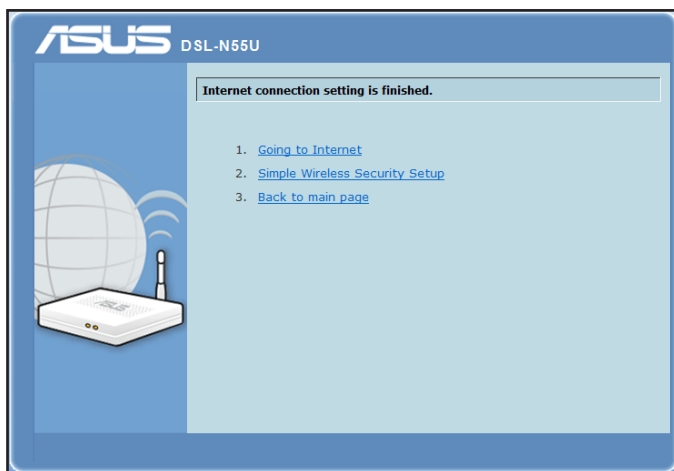 ASUS DSL-N55U
Internet connection setting is finished.
1. Going to Internet
2. Simple Wireless Security Setup
3. Back to main page
ASUS